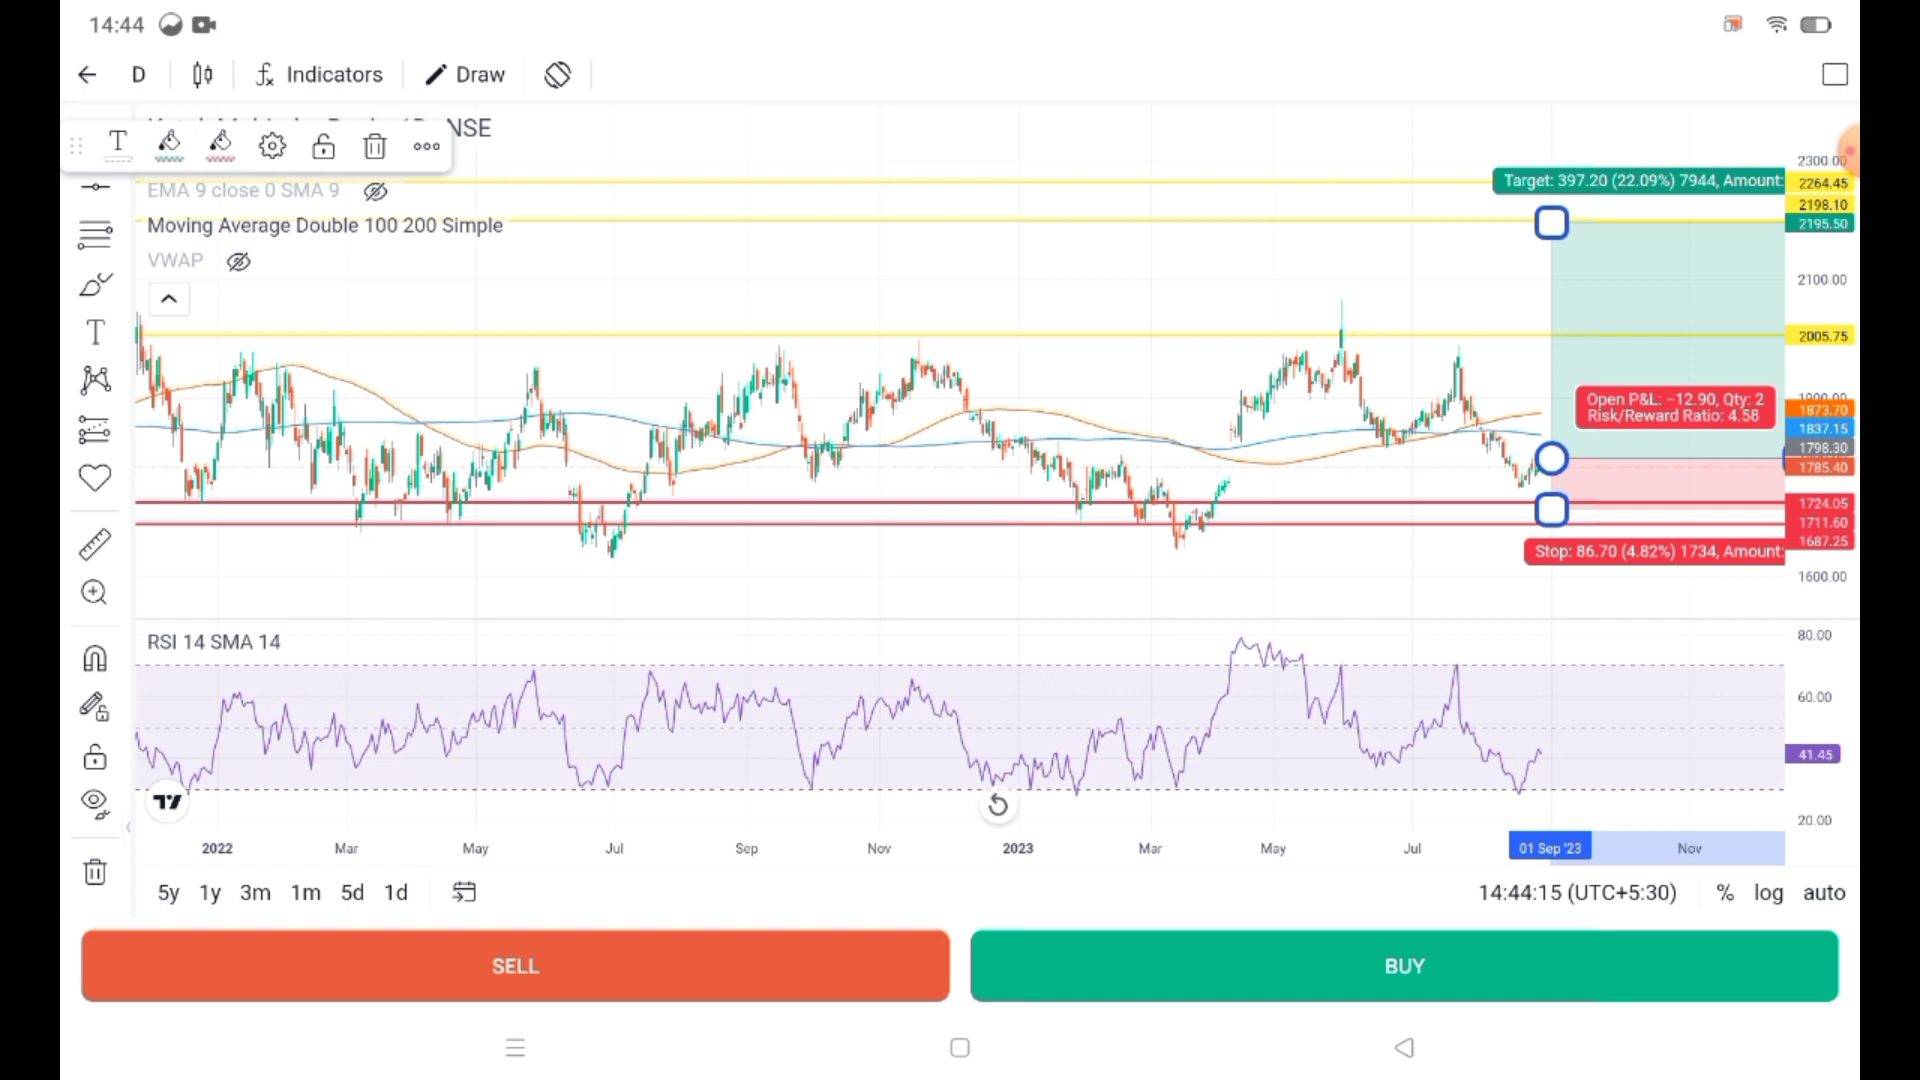 14:44
D
Indicators
Draw
NSE
T
EMA 9 close 0 SMA 9
Moving Average Double 100 200 Simple
VWAP
T
Target: 397.20 (22.09%) 7944, Amount:
Open P&L: −12.90, Qty: 2
Risk/Reward Ratio: 4.58
Stop: 86.70 (4.82%) 1734, Amount:
2300.00
2264.45
2198.10
2195.50
2100.00
2005.75
1900.00
1873.70
1837.15
1798.30
1785.40
1724.05
1711.60
1687.25
1600.00
RSI 14 SMA 14
80.00
60.00
41.45
20.00
2022
Mar
May
Jul
Sep
Nov
2023
Mar
May
Jul
01 Sep '23
Nov
5y 1y 3m 1m 5d 1d
14:44:15 (UTC+5:30)
% log auto
SELL
BUY